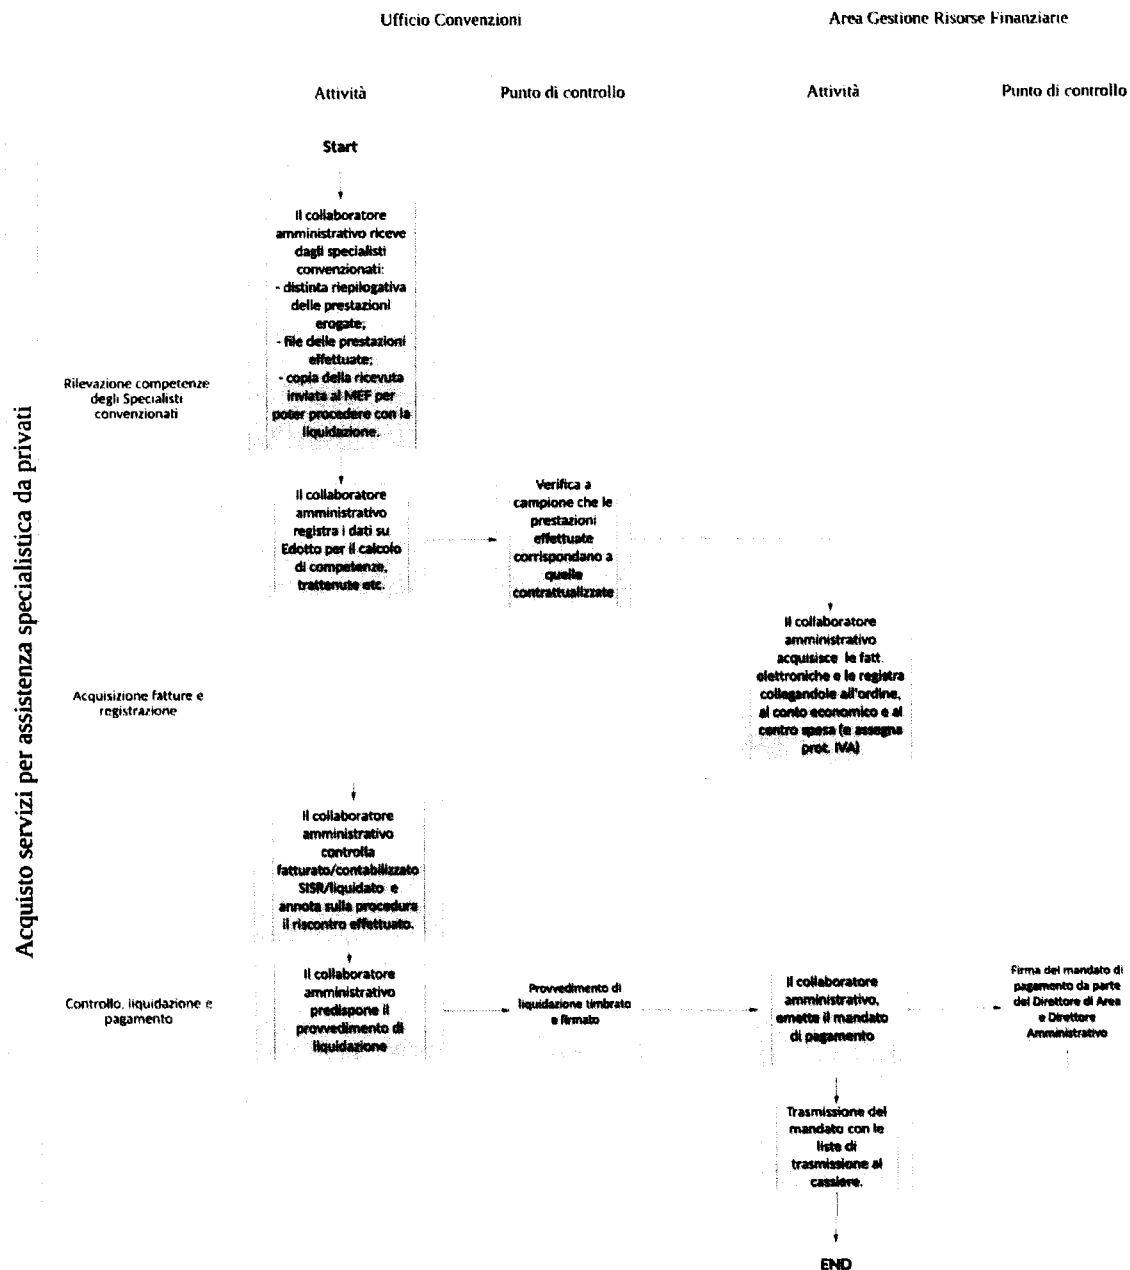 Ufficio Convenzioni
Area Gestione Risorse Finanziarie
Attività
Punto di controllo
Attività
Punto di controllo
Acquisto servizi per assistenza specialistica da privati
Start
Il collaboratore
amministrativo riceve
dagli specialisti
convenzionati:
- distinta riepilogativa
delle prestazioni
erogate;
- file delle prestazioni
effettuate;
- copia della ricevuta
inviata al MEF per
poter procedere con la
liquidazione.
Rilevazione competenze
degli Specialisti
convenzionati
Il collaboratore
amministrativo
registra i dati su
Edotto per il calcolo
di competenze,
trattenute etc.
Verifica a
campione che le
prestazioni
effettuate
corrispondano a
quelle
contrattualizzate
Il collaboratore
amministrativo
acquisisce le fatt.
elettroniche e le registra
collegandole all'ordine,
al conto economico e al
centro spesa (e assegna
prot. IVA)
Acquisizione fatture e
registrazione
Il collaboratore
amministrativo
controlla
fatturato/contabilizzato
SISR/liquidato e
annota sulla procedura
il riscontro effettuato.
Controllo, liquidazione e
pagamento
Il collaboratore
amministrativo
predispone il
provvedimento di
liquidazione
Provvedimento di
liquidazione timbrato
e firmato
Il collaboratore
amministrativo,
emette il mandato
di pagamento
Firma del mandato di
pagamento da parte
del Direttore di Area
e Direttore
Amministrativo
Trasmissione del
mandato con le
liste di
trasmissione al
cassiere.
END